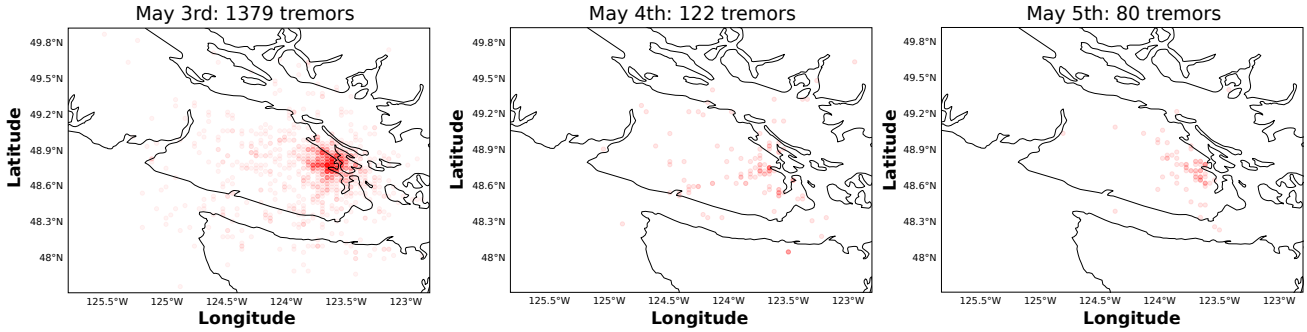 May 3rd: 1379 tremors
49.8°N
49.5°N
49.2°N
48.9°N
48.6°N
48.3°N
48°N
Latitude
125.5°W 125°W 124.5°W 124°W 123.5°W 123°W
Longitude
May 4th: 122 tremors
49.8°N
49.5°N
49.2°N
48.9°N
48.6°N
48.3°N
48°N
Latitude
125.5°W 125°W 124.5°W 124°W 123.5°W 123°W
Longitude
May 5th: 80 tremors
49.8°N
49.5°N
49.2°N
48.9°N
48.6°N
48.3°N
48°N
Latitude
125.5°W 125°W 124.5°W 124°W 123.5°W 123°W
Longitude